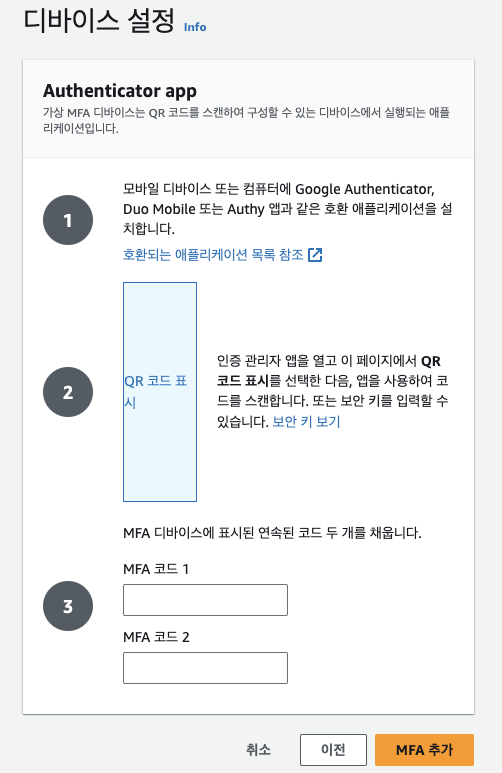 디바이스 설정 Info
Authenticator app
가상 MFA 디바이스는 QR 코드를 스캔하여 구성할 수 있는 디바이스에서 실행되는 애플
리케이션입니다.
1
모바일 디바이스 또는 컴퓨터에 Google Authenticator,
Duo Mobile 또는 Authy 앱과 같은 호환 애플리케이션을 설
치합니다.
호환되는 애플리케이션 목록 참조
2
QR 코드 표
시
인증 관리자 앱을 열고 이 페이지에서 QR
코드 표시를 선택한 다음, 앱을 사용하여 코
드를 스캔합니다. 또는 보안 키를 입력할 수
있습니다. 보안 키 보기
3
MFA 디바이스에 표시된 연속된 코드 두 개를 채웁니다.
MFA 코드 1
MFA 코드 2
취소
이전
MFA 추가